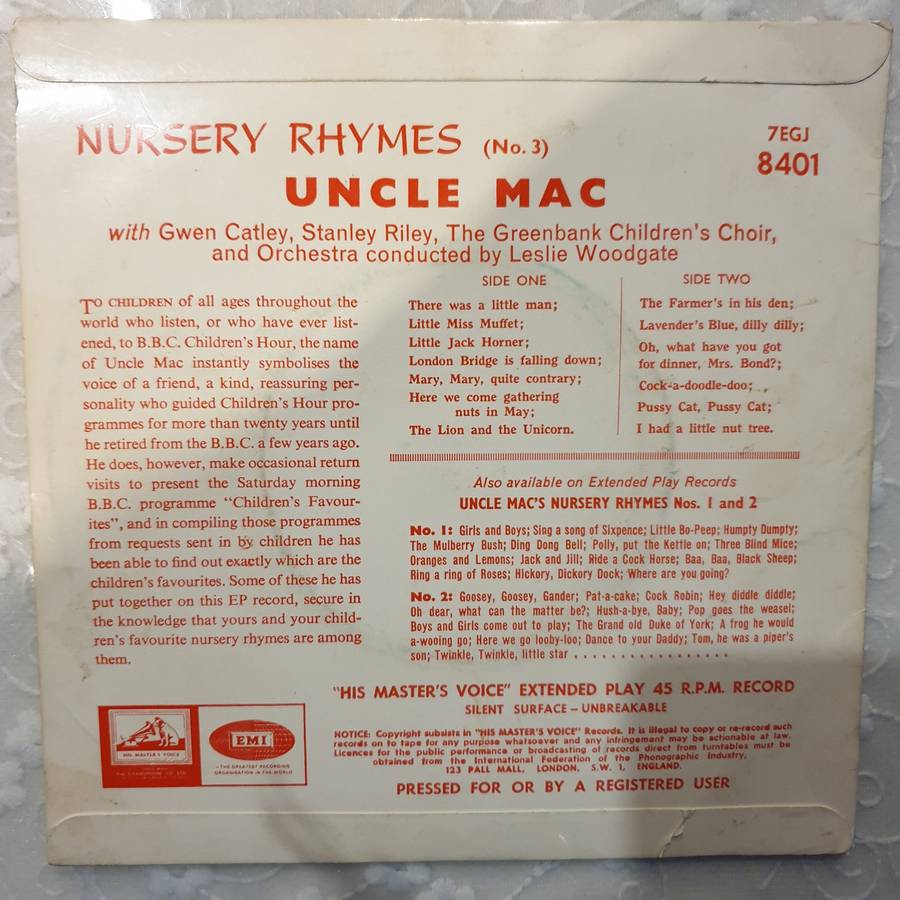 NURSERY RHYMES (No. 3)
7EGJ
8401
UNCLE MAC
with Gwen Catley, Stanley Riley, The Greenbank Children's Choir,
and Orchestra conducted by Leslie Woodgate
TO CHILDREN of all ages throughout the
world who listen, or who have ever list-
ened, to B.B.C. Children's Hour, the name
of Uncle Mac instantly symbolises the
voice of a friend, a kind, reassuring per-
sonality who guided Children's Hour pro-
grammes for more than twenty years until
he retired from the B.B.C. a few years ago.
He does, however, make occasional return
visits to present the Saturday morning
B.B.C. programme "Children's Favour-
ites", and in compiling those programmes
from requests sent in by children he has
been able to find out exactly which are the
children's favourites. Some of these he has
put together on this EP record, secure in
the knowledge that yours and your child-
ren's favourite nursery rhymes are among
them.
SIDE ONE
There was a little man;
Little Miss Muffet;
Little Jack Horner;
London Bridge is falling down;
Mary, Mary, quite contrary;
Here we come gathering
nuts in May;
The Lion and the Unicorn.
SIDE TWO
The Farmer's in his den;
Lavender's Blue, dilly dilly;
Oh, what have you got
for dinner, Mrs. Bond?;
Cock-a-doodle-doo;
Pussy Cat, Pussy Cat;
I had a little nut tree.
Also available on Extended Play Records
UNCLE MAC'S NURSERY RHYMES Nos. 1 and 2
No. 1: Girls and Boys; Sing a song of Sixpence; Little Bo-Peep; Humpty Dumpty;
The Mulberry Bush; Ding Dong Bell; Polly, put the Kettle on; Three Blind Mice;
Oranges and Lemons; Jack and Jill; Ride a Cock Horse; Baa, Baa, Black Sheep;
Ring a ring of Roses; Hickory, Dickory Dock; Where are you going?
No. 2: Goosey, Goosey, Gander; Pat-a-cake; Cock Robin; Hey diddle diddle;
Oh dear, what can the matter be?; Hush-a-bye, Baby; Pop goes the weasel;
Boys and Girls come out to play; The Grand old Duke of York; A frog he would
a-wooing go; Here we go looby-loo; Dance to your Daddy; Tom, he was a piper's
son; Twinkle, Twinkle, little star ..................
"HIS MASTER'S VOICE" EXTENDED PLAY 45 R.P.M. RECORD
SILENT SURFACE – UNBREAKABLE
HIS MASTER'S VOICE
THE GRAMOPHONE CO. LTD.
EMI
–THE GREATEST RECORDING
ORGANISATION IN THE WORLD
NOTICE: Copyright subsists in "HIS MASTER'S VOICE" Records. It is illegal to copy or re-record such
records on to tape for any purpose whatsoever and any infringement may be actionable at law.
Licences for the public performance or broadcasting of records direct from turntables must be
obtained from the International Federation of the Phonographic Industry,
123 PALL MALL, LONDON, S.W. 1, ENGLAND.
PRESSED FOR OR BY A REGISTERED USER